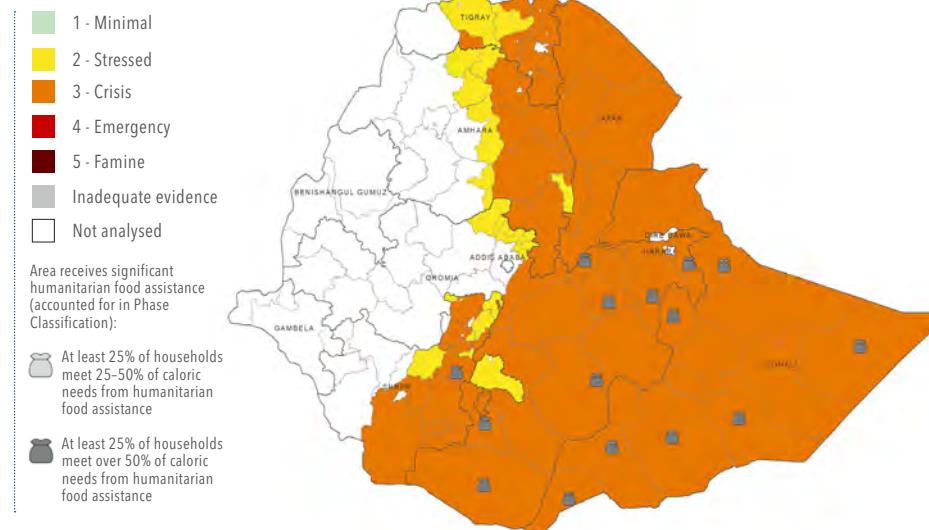 1 - Minimal
2 - Stressed
3 - Crisis
4 - Emergency
5 - Famine
Inadequate evidence
Not analysed
Area receives significant
humanitarian food assistance
(accounted for in Phase
Classification):
At least 25% of households
meet 25–50% of caloric
needs from humanitarian
food assistance
At least 25% of households
meet over 50% of caloric
needs from humanitarian
food assistance
TIGRAY
AFAR
AMHARA
BENISHANGUL GUMUZ
DIRE DAWA
HARARI
ADDIS ABABA
OROMIA
GAMBELA
SOMALI